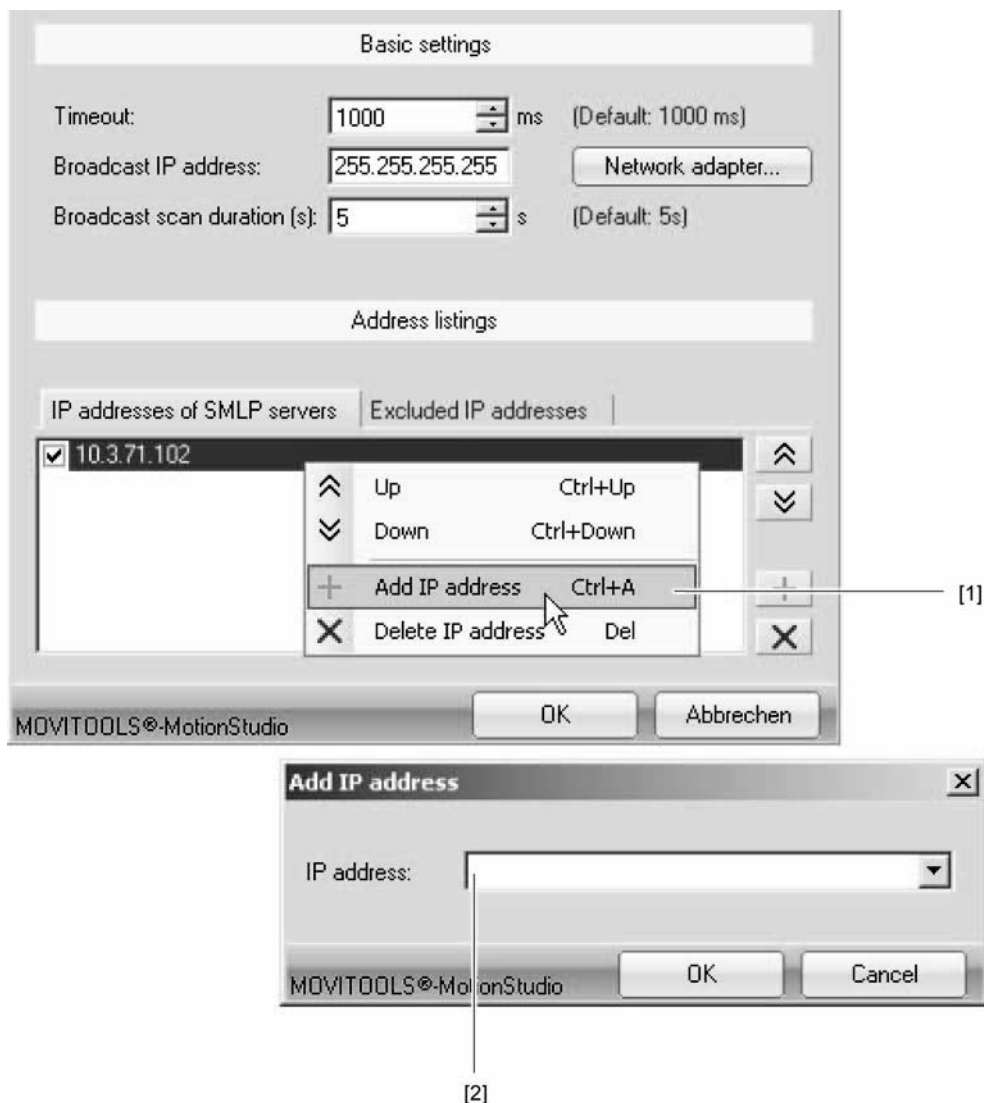 Basic settings
Timeout: 1000 ms (Default: 1000 ms)
Broadcast IP address: 255.255.255.255 Network adapter...
Broadcast scan duration (s): 5 s (Default: 5s)
Address listings
IP addresses of SMLP servers Excluded IP addresses
10.3.71.102
Up Ctrl+Up
Down Ctrl+Down
Add IP address Ctrl+A [1]
Delete IP address Del
MOVITOOLS®-MotionStudio OK Abbrechen
Add IP address
IP address:
MOVITOOLS®-MotionStudio OK Cancel
[2]